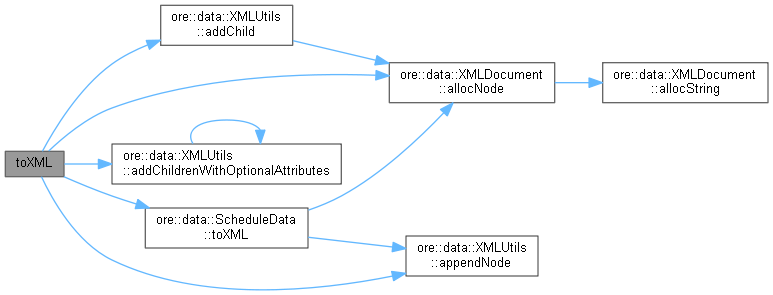 ore::data::XMLUtils
::addChild
ore::data::XMLDocument
::allocNode
ore::data::XMLDocument
::allocString
toXML
ore::data::XMLUtils
::addChildrenWithOptionalAttributes
ore::data::ScheduleData
::toXML
ore::data::XMLUtils
::appendNode